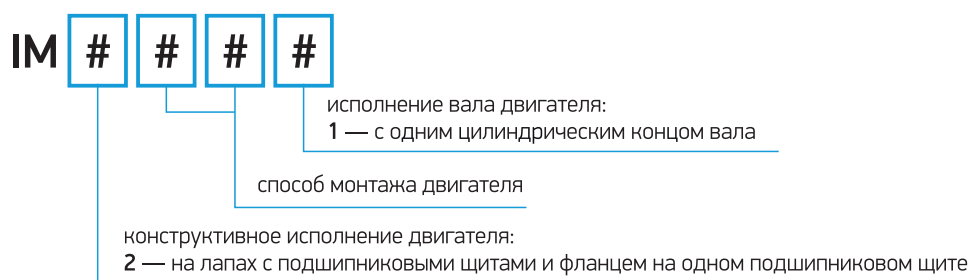 IM # # # #
исполнение вала двигателя:
1 — с одним цилиндрическим концом вала
способ монтажа двигателя
конструктивное исполнение двигателя:
2 — на лапах с подшипниковыми щитами и фланцем на одном подшипниковом щите